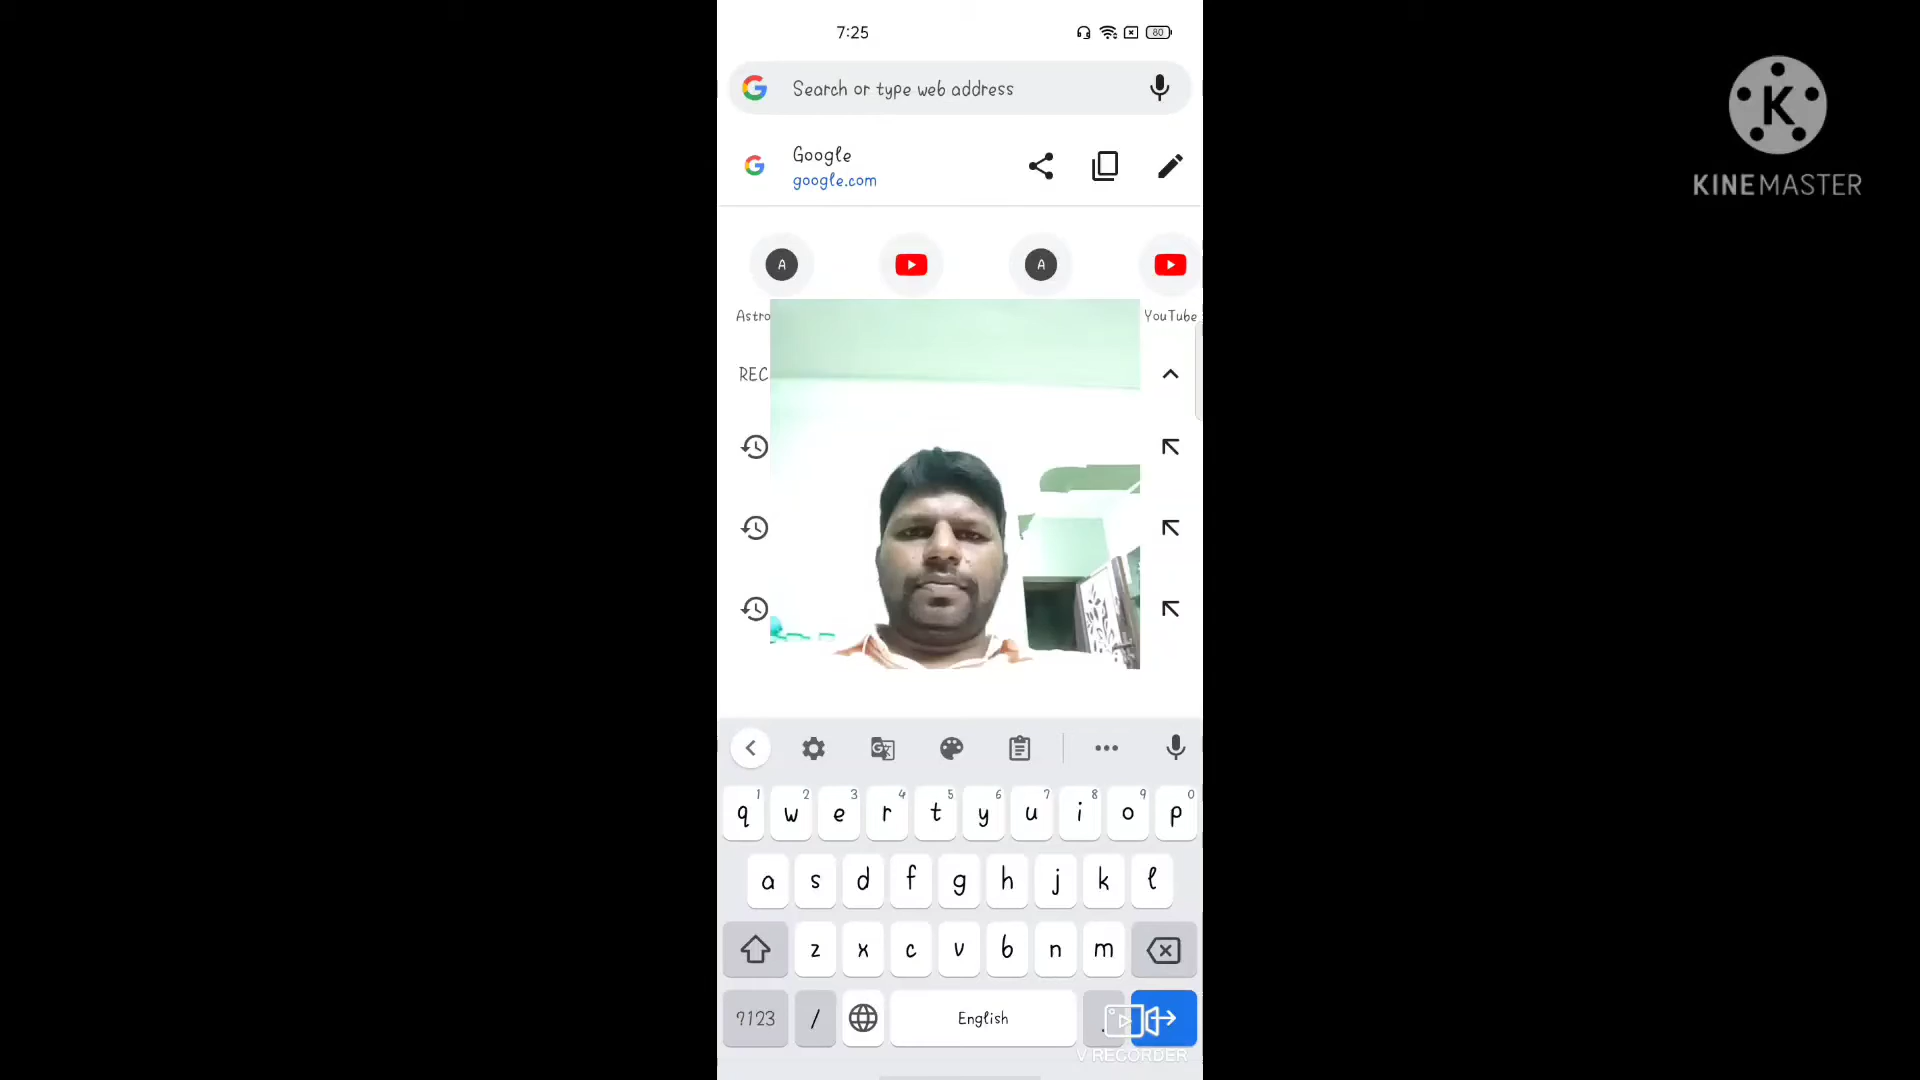 7:25
80
Search or type web address
Google
google.com
A
A
Astro
YouTube
REC
KINEMASTER
K
1 2 3 4 5 6 7 8 9 0
q w e r t y u i o p
a s d f g h j k l
z x c v b n m
?123 / English .
V RECORDER